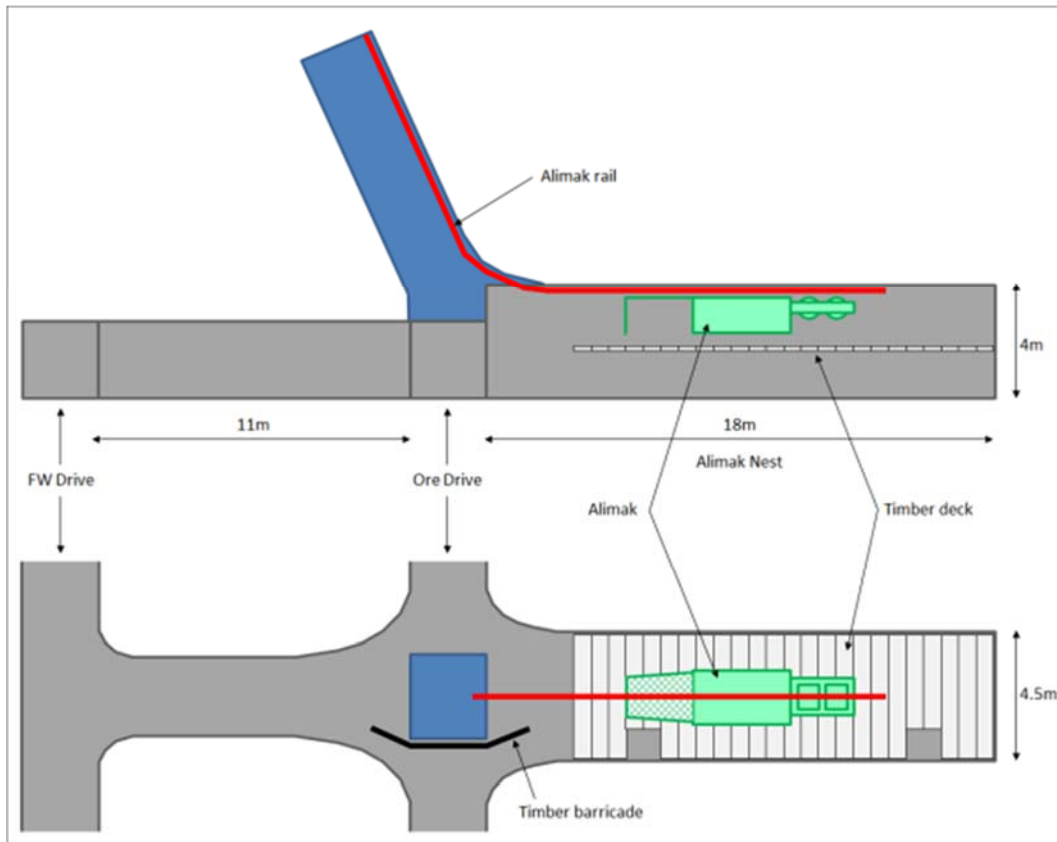 Alimak rail
4m
11m
18m
FW Drive
Ore Drive
Alimak Nest
Alimak
Timber deck
4.5m
Timber barricade